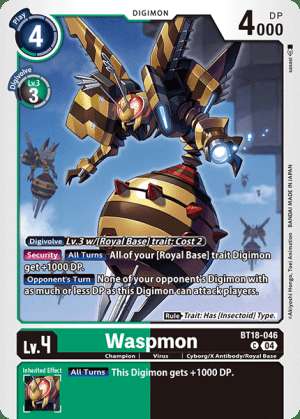 DIGIMON
Play
4
DP
4000
Digivolve
Lv.3
3
©Akiyoshi Hongo, Toei Animation BANDAI MADE IN JAPAN
Digivolve Lv.3 w/[Royal Base] trait: Cost 2
Security All Turns All of your [Royal Base] trait Digimon
get +1000 DP.
Opponent's Turn None of your opponent's Digimon with
as much or less DP as this Digimon can attack players.
Rule Trait: Has [Insectoid] Type.
Lv.4
Waspmon
BT18-046
C 04
Champion Virus Cyborg/X Antibody/Royal Base
Inherited Effect
All Turns This Digimon gets +1000 DP.